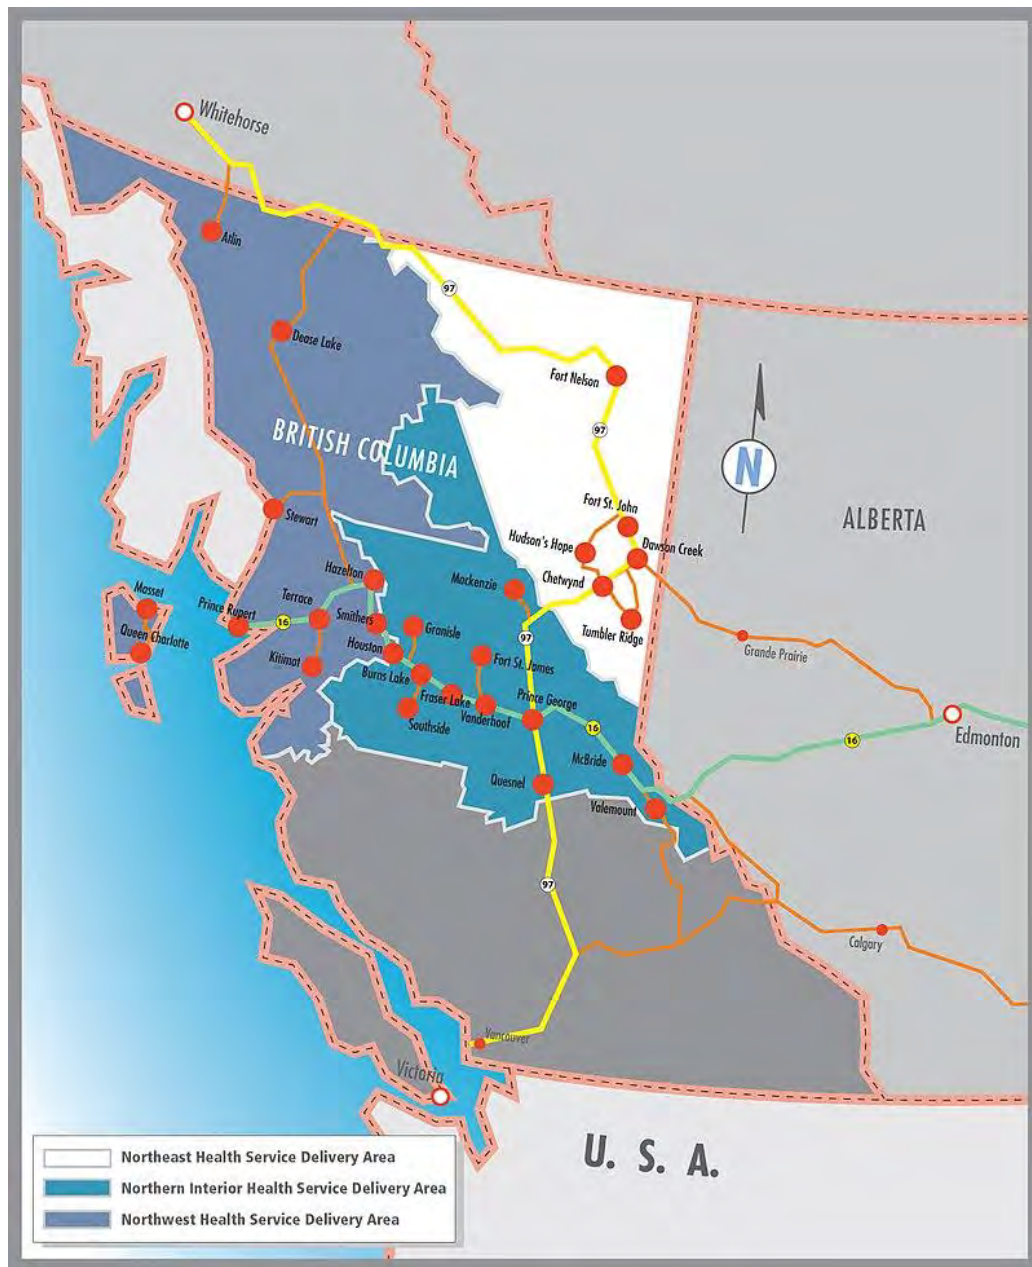 Whitehorse
Atlin
97
Dease Lake
Fort Nelson
97
BRITISH COLUMBIA
N
ALBERTA
Stewart
Fort St. John
Hudson's Hope
Dawson Creek
Hazelton
Mackenzie
Chetwynd
Masset
Prince Rupert
16
Terrace
Smithers
Granisle
97
Tumbler Ridge
Queen Charlotte
Kitimat
Houston
Fort St. James
Grande Prairie
Burns Lake
Fraser Lake
Prince George
Southside
Vanderhoof
16
McBride
16
Edmonton
Quesnel
Valemount
97
Calgary
Vancouver
Victoria
U. S. A.
Northeast Health Service Delivery Area
Northern Interior Health Service Delivery Area
Northwest Health Service Delivery Area